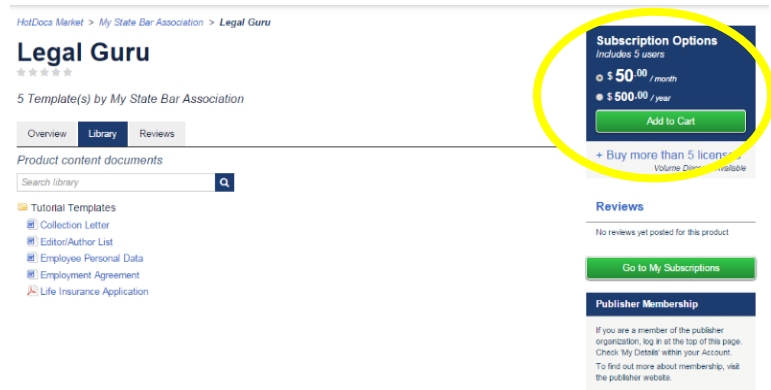 HotDocs Market > My State Bar Association > Legal Guru
Legal Guru
5 Template(s) by My State Bar Association
Overview Library Reviews
Product content documents
Search library
Tutorial Templates
Collection Letter
Editor/Author List
Employee Personal Data
Employment Agreement
Life Insurance Application
Subscription Options
Includes 5 users
$ 50.00 / month
$ 500.00 / year
Add to Cart
+ Buy more than 5 licenses
Volume Available
Reviews
No reviews yet posted for this product
Go to My Subscriptions
Publisher Membership
If you are a member of the publisher
organization, log in at the top of this page.
Check 'My Details' within your Account.
To find out more about membership, visit
the publisher website.